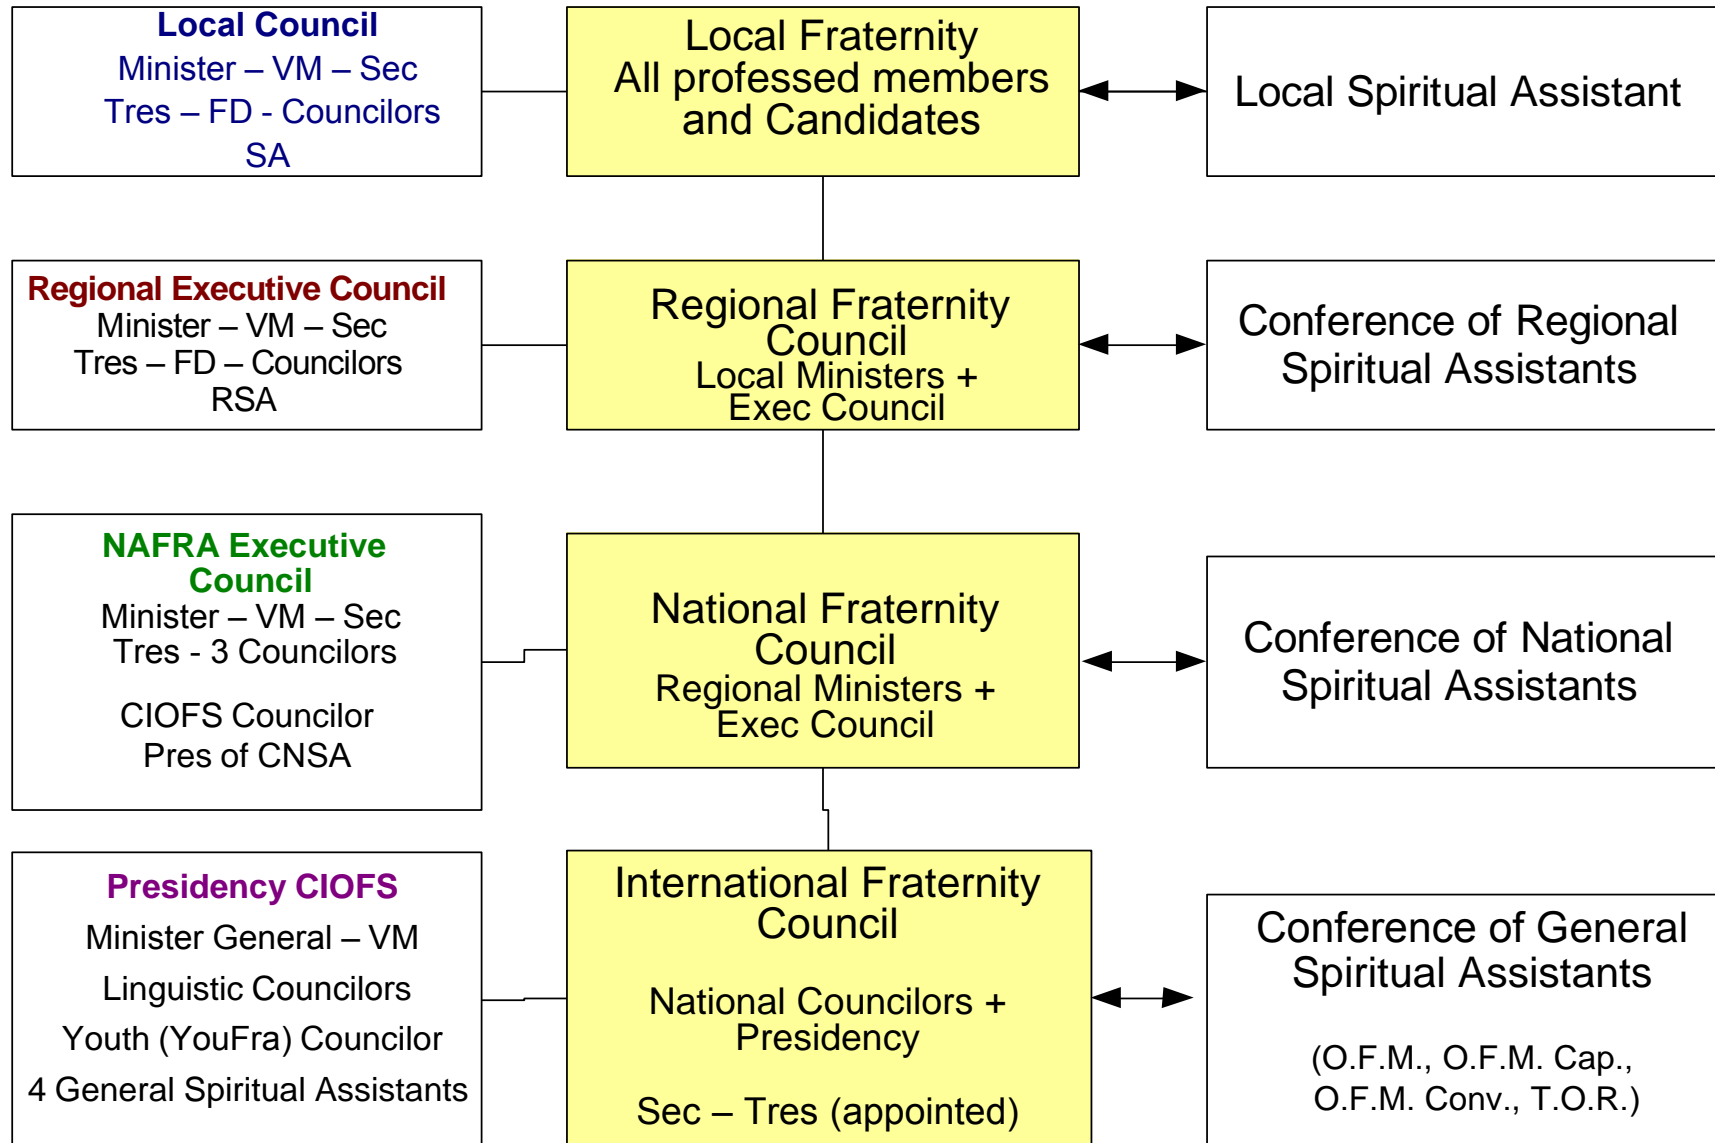 Local Council
Minister – VM – Sec
Tres – FD - Councilors
SA
Local Fraternity
All professed members
and Candidates
Local Spiritual Assistant
Regional Executive Council
Minister – VM – Sec
Tres – FD – Councilors
RSA
Regional Fraternity
Council
Local Ministers +
Exec Council
Conference of Regional
Spiritual Assistants
NAFRA Executive
Council
Minister – VM – Sec
Tres - 3 Councilors
CIOFS Councilor
Pres of CNSA
National Fraternity
Council
Regional Ministers +
Exec Council
Conference of National
Spiritual Assistants
Presidency CIOFS
Minister General – VM
Linguistic Councilors
Youth (YouFra) Councilor
4 General Spiritual Assistants
International Fraternity
Council
National Councilors +
Presidency
Sec – Tres (appointed)
Conference of General
Spiritual Assistants
(O.F.M., O.F.M. Cap.,
O.F.M. Conv., T.O.R.)